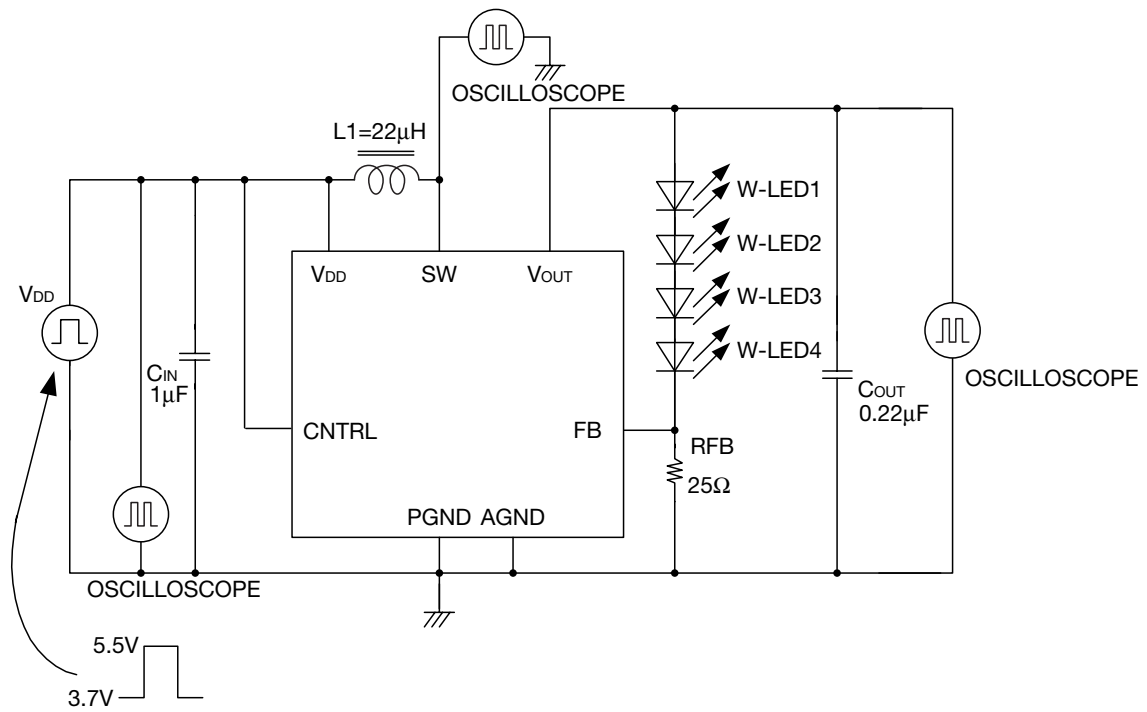 OSCILLOSCOPE
L1=22μH
W-LED1
VDD
SW
VOUT
W-LED2
VDD
W-LED3
W-LED4
CIN
1μF
OSCILLOSCOPE
COUT
0.22μF
CNTRL
FB
RFB
25Ω
PGND
AGND
OSCILLOSCOPE
5.5V
3.7V